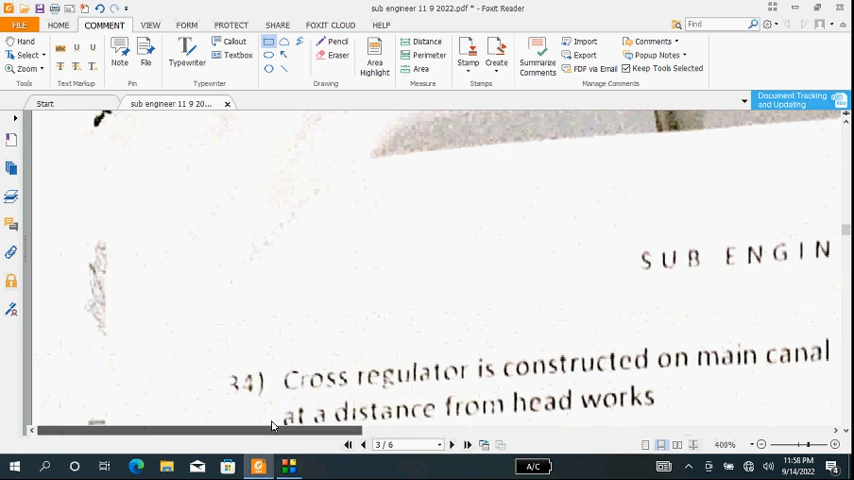 sub engineer 11 9 2022.pdf * - Foxit Reader
FILE HOME COMMENT VIEW FORM PROTECT SHARE FOXIT CLOUD HELP
Find
Hand
Select
Zoom
Tools
Text Markup
Note
File
Pin
Typewriter
Callout
Textbox
Typewriter
Pencil
Eraser
Drawing
Area
Highlight
Distance
Perimeter
Area
Measure
Stamp
Create
Stamps
Summarize
Comments
Import
Export
FDF via Email
Comments
Popup Notes
Keep Tools Selected
Manage Comments
Start
sub engineer 11 9 20...
Document Tracking
and Updating
SUB ENGIN
34) Cross regulator is constructed on main canal
at a distance from head works
3 / 6
400%
A/C
11:58 PM
9/14/2022
4